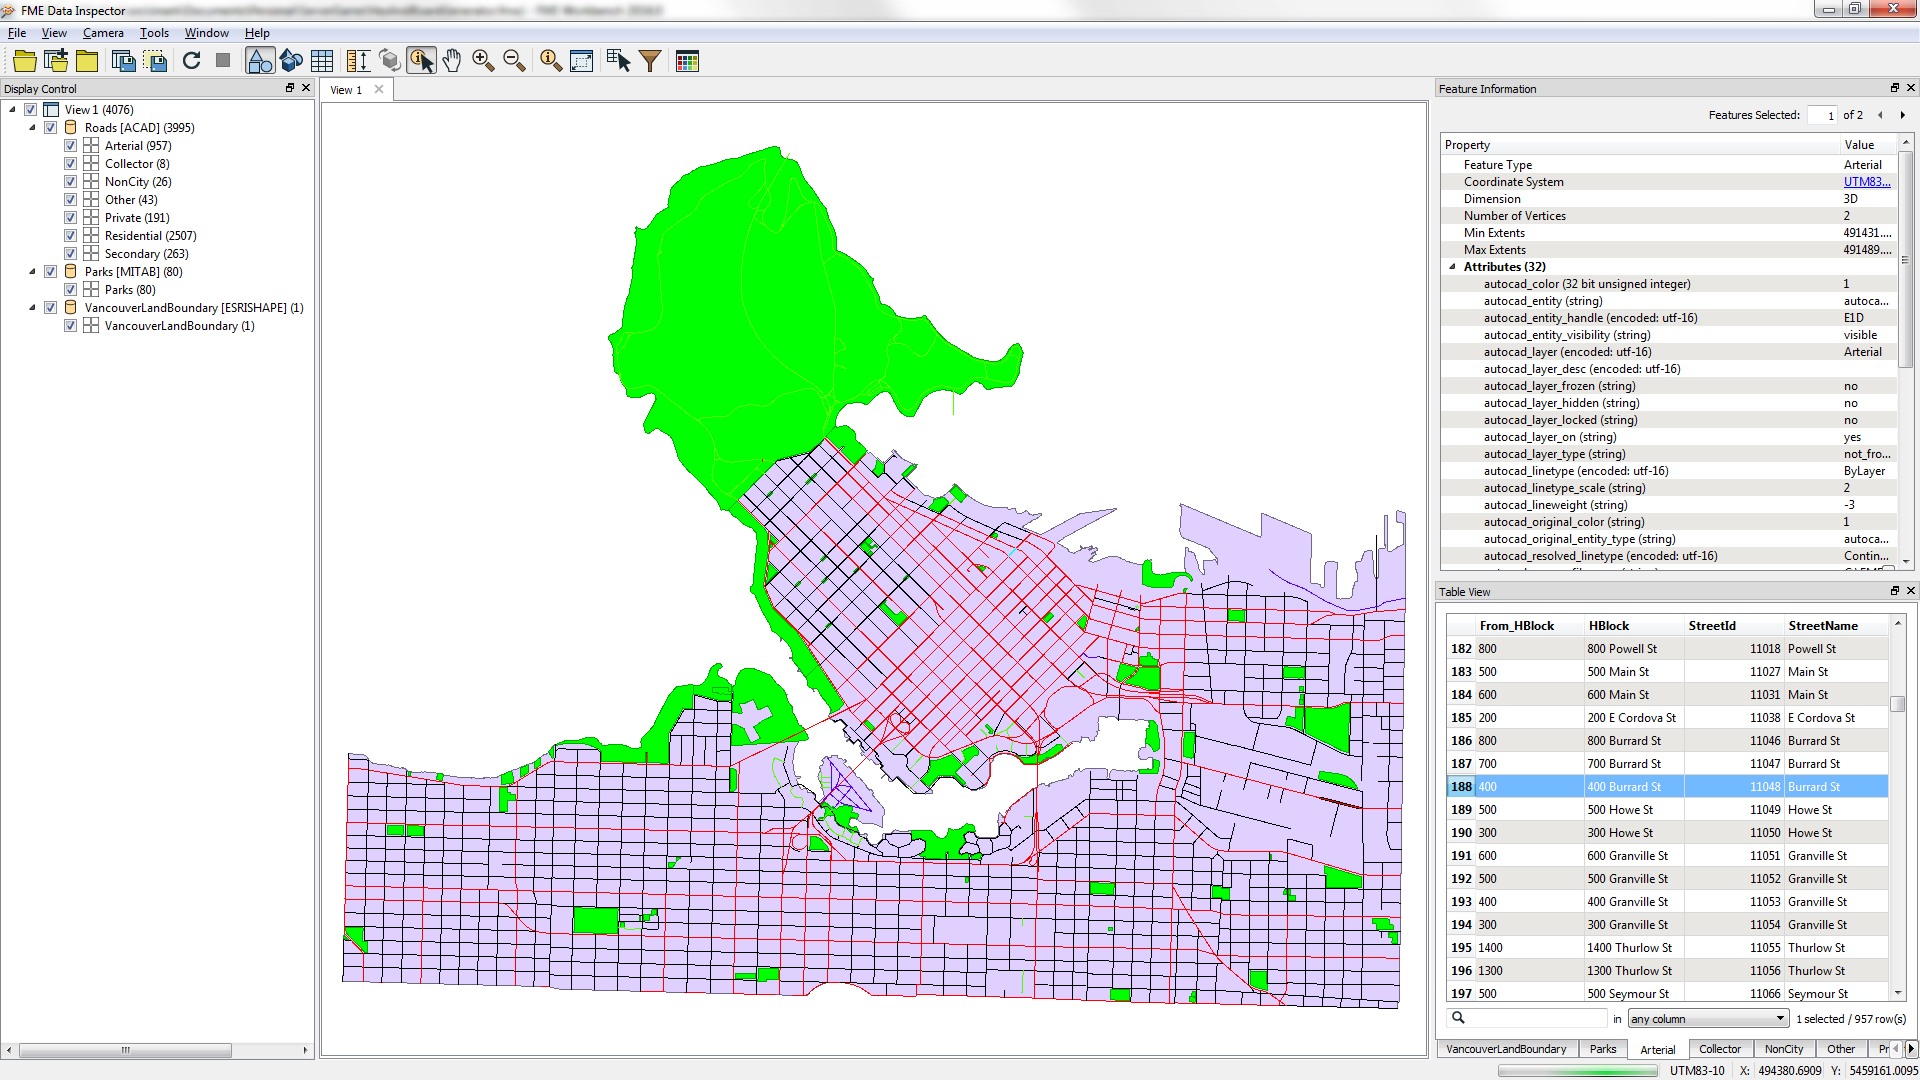 FME Data Inspector
File View Camera Tools Window Help
Display Control
View 1 (4076)
Roads [ACAD] (3995)
Arterial (957)
Collector (8)
NonCity (26)
Other (43)
Private (191)
Residential (2507)
Secondary (263)
Parks [MITAB] (80)
Parks (80)
VancouverLandBoundary [ESRISHAPE] (1)
VancouverLandBoundary (1)
View 1
Feature Information
Features Selected: 1 of 2
Property Value
Feature Type Arterial
Coordinate System UTM83...
Dimension 3D
Number of Vertices 2
Min Extents 491431....
Max Extents 491489....
Attributes (32)
autocad_color (32 bit unsigned integer) 1
autocad_entity (string) autoca...
autocad_entity_handle (encoded: utf-16) E1D
autocad_entity_visibility (string) visible
autocad_layer (encoded: utf-16) Arterial
autocad_layer_desc (encoded: utf-16)
autocad_layer_frozen (string) no
autocad_layer_hidden (string) no
autocad_layer_locked (string) no
autocad_layer_on (string) yes
autocad_layer_type (string) not_fro...
autocad_linetype (encoded: utf-16) ByLayer
autocad_linetype_scale (string) 2
autocad_lineweight (string) -3
autocad_original_color (string) 1
autocad_original_entity_type (string) autoca...
autocad_resolved_linetype (encoded: utf-16) Contin...
Table View
From_HBlock HBlock StreetId StreetName
182 800 800 Powell St 11018 Powell St
183 500 500 Main St 11027 Main St
184 600 600 Main St 11031 Main St
185 200 200 E Cordova St 11038 E Cordova St
186 800 800 Burrard St 11046 Burrard St
187 700 700 Burrard St 11047 Burrard St
188 400 400 Burrard St 11048 Burrard St
189 500 500 Howe St 11049 Howe St
190 300 300 Howe St 11050 Howe St
191 600 600 Granville St 11051 Granville St
192 500 500 Granville St 11052 Granville St
193 400 400 Granville St 11053 Granville St
194 300 300 Granville St 11054 Granville St
195 1400 1400 Thurlow St 11055 Thurlow St
196 1300 1300 Thurlow St 11056 Thurlow St
197 500 500 Seymour St 11066 Seymour St
in any column 1 selected / 957 row(s)
VancouverLandBoundary Parks Arterial Collector NonCity Other Pr
UTM83-10 X: 494380.6909 Y: 5459161.0095